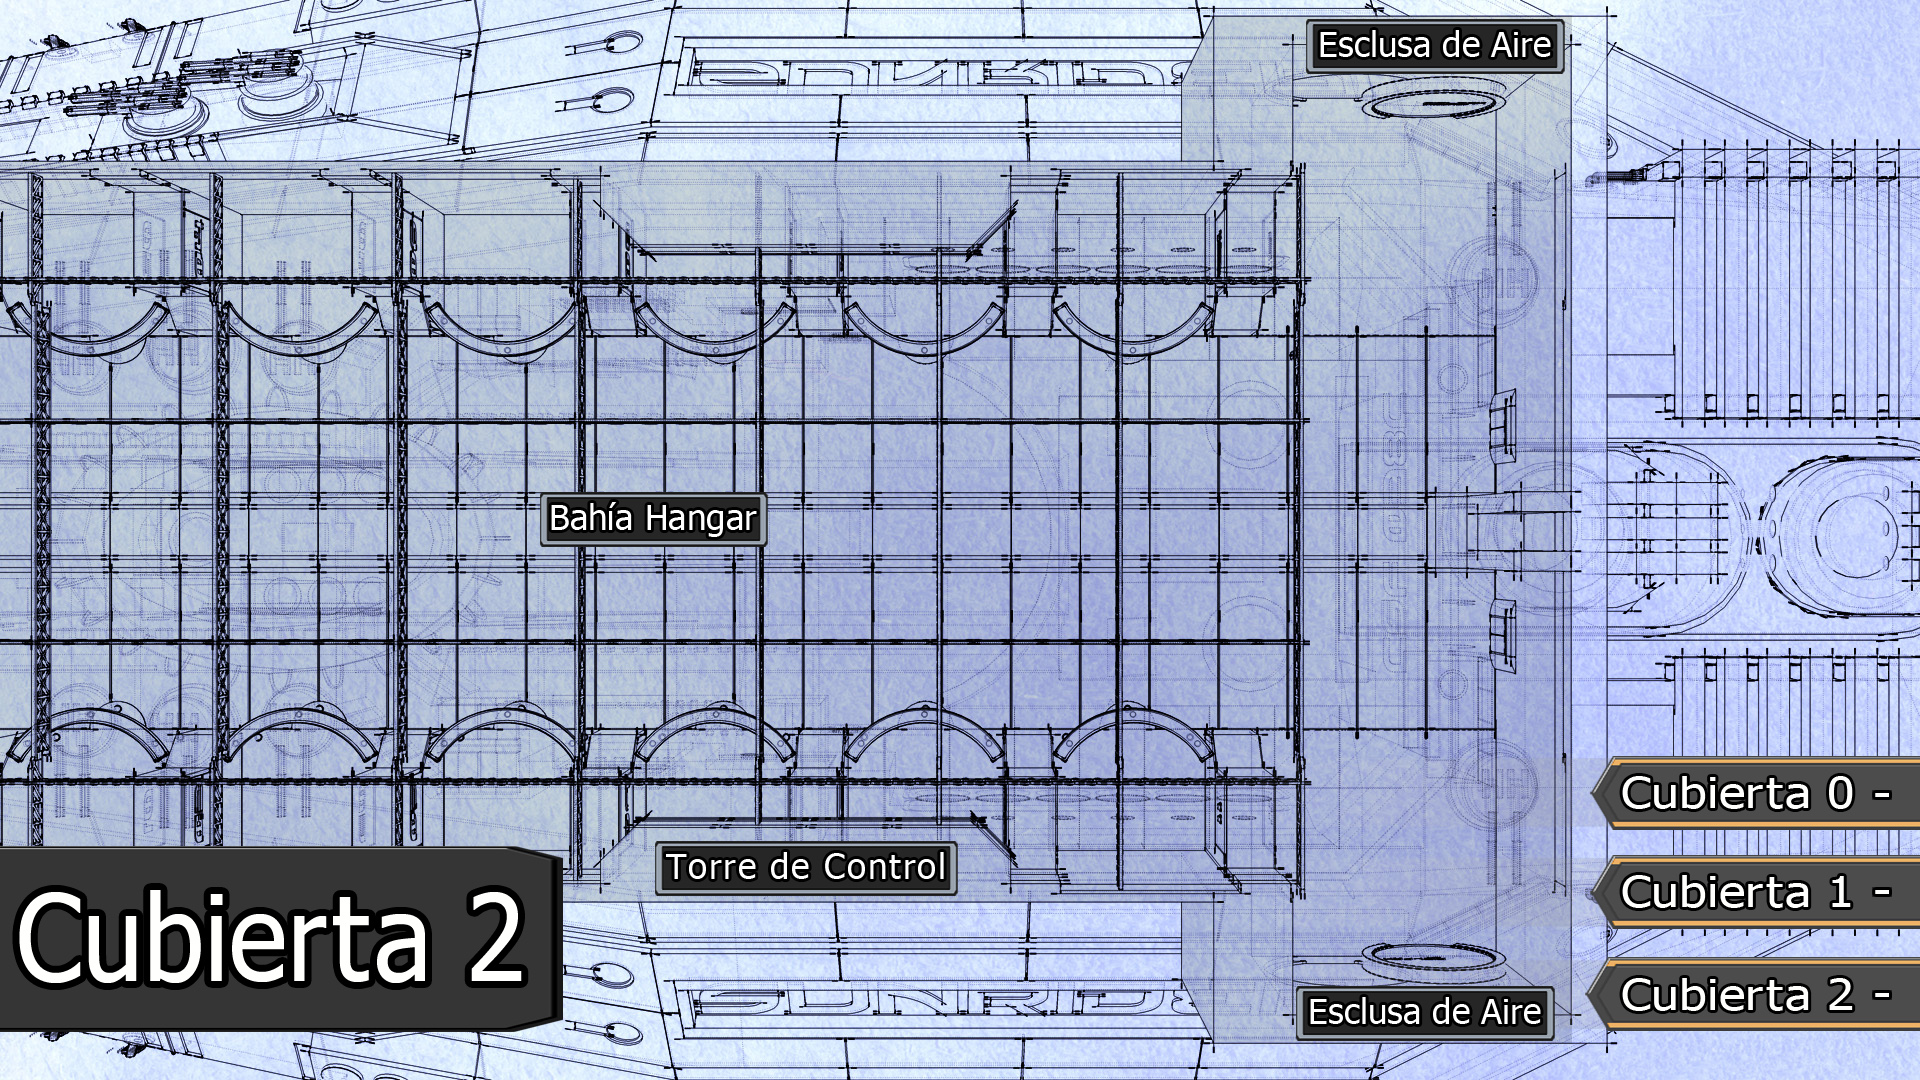 Esclusa de Aire
Bahía Hangar
Torre de Control
Cubierta 2
Esclusa de Aire
Cubierta 0 -
Cubierta 1 -
Cubierta 2 -